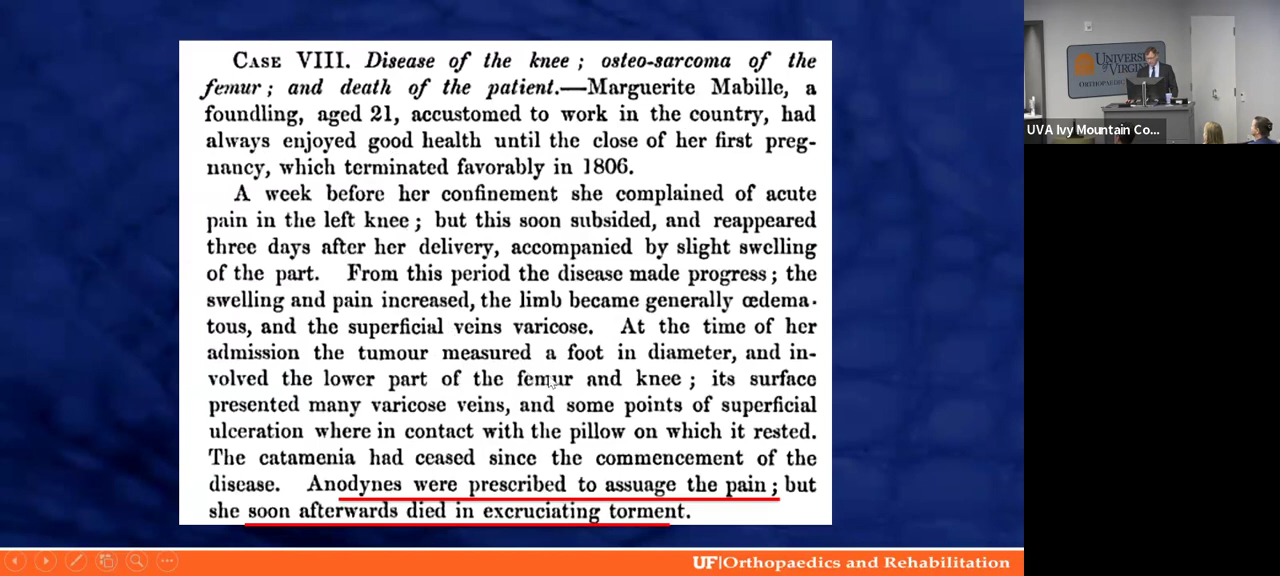 CASE VIII. Disease of the knee ; osteo-sarcoma of the
femur ; and death of the patient.—Marguerite Mabille, a
foundling, aged 21, accustomed to work in the country, had
always enjoyed good health until the close of her first preg-
nancy, which terminated favorably in 1806.
A week before her confinement she complained of acute
pain in the left knee ; but this soon subsided, and reappeared
three days after her delivery, accompanied by slight swelling
of the part. From this period the disease made progress ; the
swelling and pain increased, the limb became generally œdema-
tous, and the superficial veins varicose. At the time of her
admission the tumour measured a foot in diameter, and in-
volved the lower part of the femur and knee ; its surface
presented many varicose veins, and some points of superficial
ulceration where in contact with the pillow on which it rested.
The catamenia had ceased since the commencement of the
disease. Anodynes were prescribed to assuage the pain ; but
she soon afterwards died in excruciating torment.
UF|Orthopaedics and Rehabilitation
UVA Ivy Mountain Co...